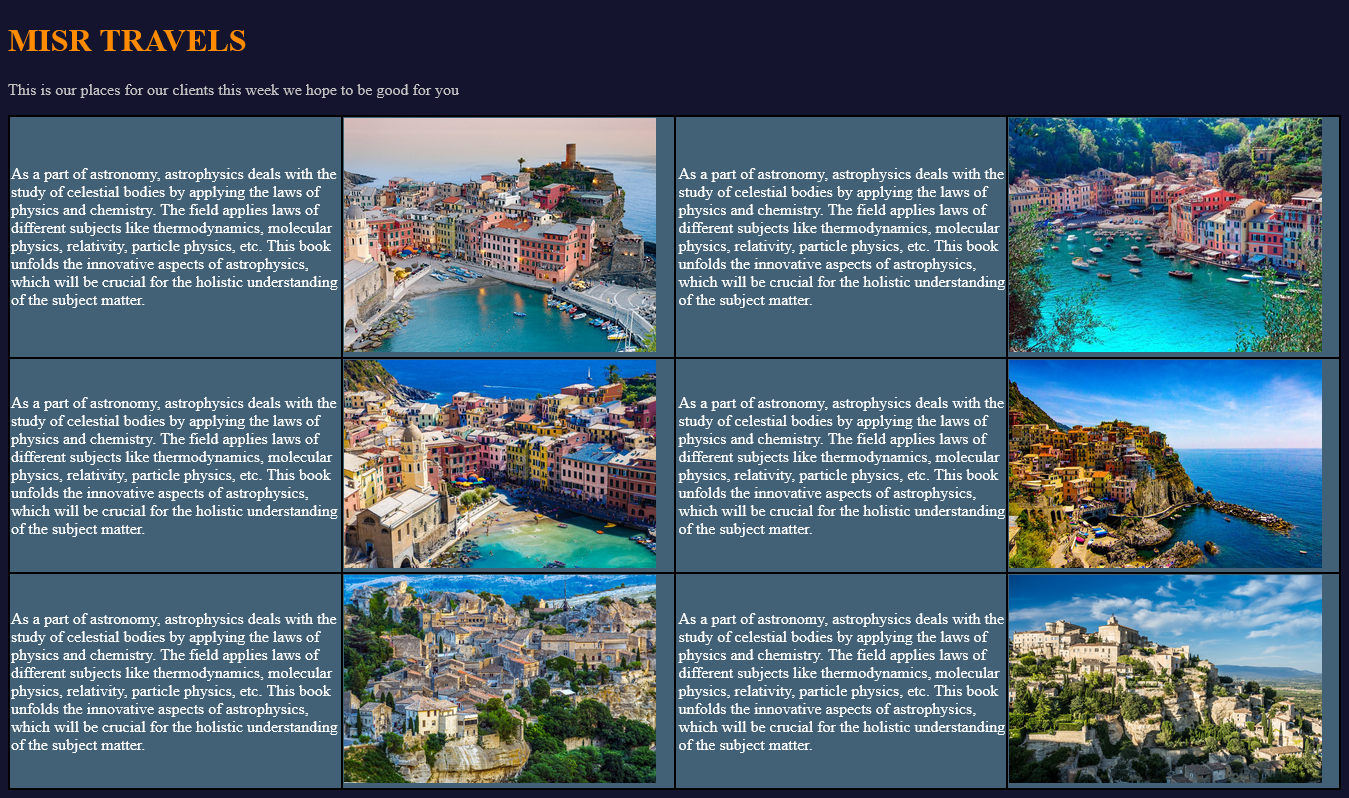 MISR TRAVELS
This is our places for our clients this week we hope to be good for you
As a part of astronomy, astrophysics deals with the
study of celestial bodies by applying the laws of
physics and chemistry. The field applies laws of
different subjects like thermodynamics, molecular
physics, relativity, particle physics, etc. This book
unfolds the innovative aspects of astrophysics,
which will be crucial for the holistic understanding
of the subject matter.
As a part of astronomy, astrophysics deals with the
study of celestial bodies by applying the laws of
physics and chemistry. The field applies laws of
different subjects like thermodynamics, molecular
physics, relativity, particle physics, etc. This book
unfolds the innovative aspects of astrophysics,
which will be crucial for the holistic understanding
of the subject matter.
As a part of astronomy, astrophysics deals with the
study of celestial bodies by applying the laws of
physics and chemistry. The field applies laws of
different subjects like thermodynamics, molecular
physics, relativity, particle physics, etc. This book
unfolds the innovative aspects of astrophysics,
which will be crucial for the holistic understanding
of the subject matter.
As a part of astronomy, astrophysics deals with the
study of celestial bodies by applying the laws of
physics and chemistry. The field applies laws of
different subjects like thermodynamics, molecular
physics, relativity, particle physics, etc. This book
unfolds the innovative aspects of astrophysics,
which will be crucial for the holistic understanding
of the subject matter.
As a part of astronomy, astrophysics deals with the
study of celestial bodies by applying the laws of
physics and chemistry. The field applies laws of
different subjects like thermodynamics, molecular
physics, relativity, particle physics, etc. This book
unfolds the innovative aspects of astrophysics,
which will be crucial for the holistic understanding
of the subject matter.
As a part of astronomy, astrophysics deals with the
study of celestial bodies by applying the laws of
physics and chemistry. The field applies laws of
different subjects like thermodynamics, molecular
physics, relativity, particle physics, etc. This book
unfolds the innovative aspects of astrophysics,
which will be crucial for the holistic understanding
of the subject matter.